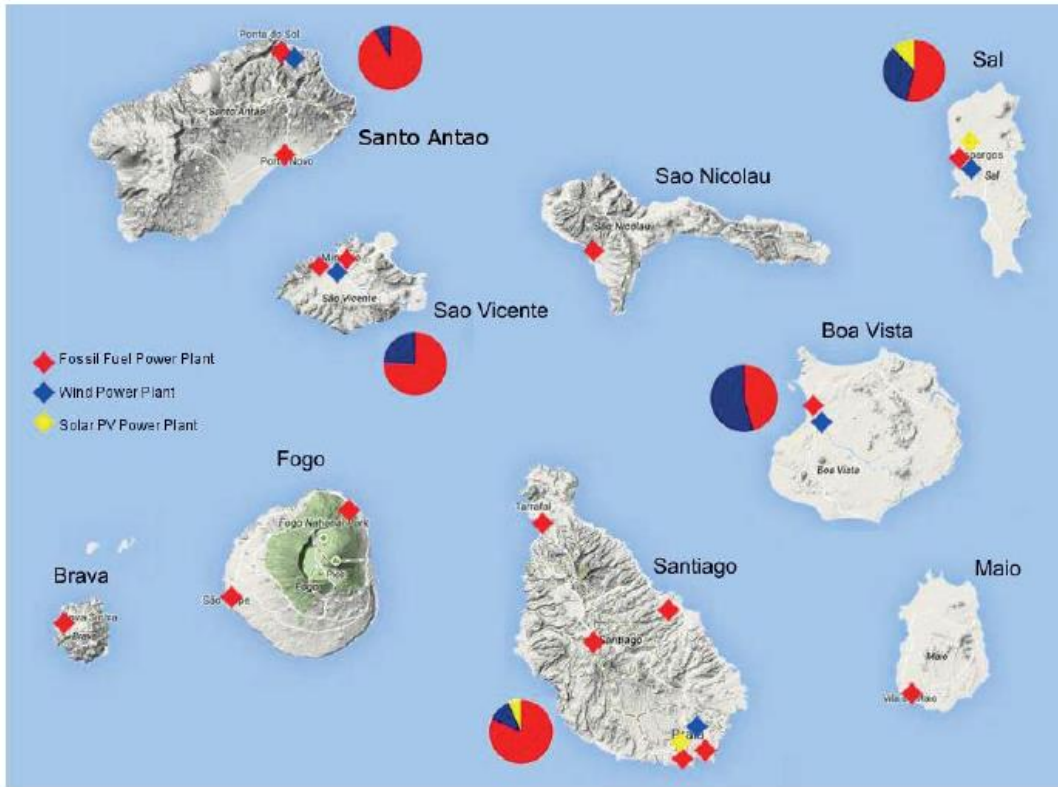 Ponta do Sol
Santo Antão
Porto Novo
Santo Antao
Sal
Sal
Sao Nicolau
São Nicolau
São Vicente
Sao Vicente
Boa Vista
Boa Vista
Fossil Fuel Power Plant
Wind Power Plant
Solar PV Power Plant
Fogo
Fogo National Park
Fogo
São
Brava
Brava
Tarrafal
Santiago
Santiago
Maio
Maio